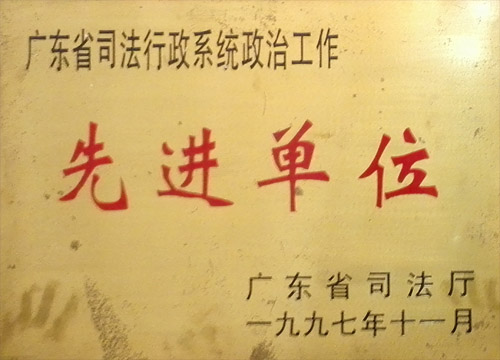 广东省司法行政系统政治工作
先进单位
广东省司法厅
一九九七年十一月